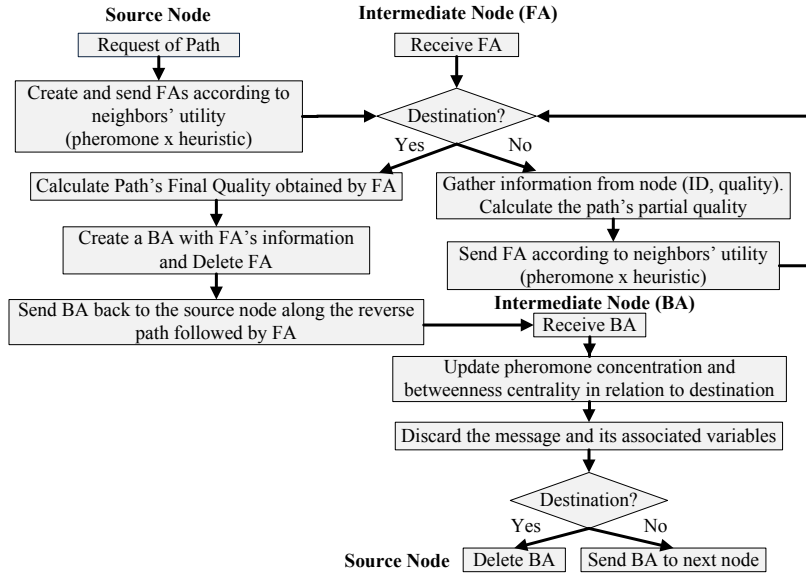 Source Node
Request of Path
Create and send FAs according to
neighbors' utility
(pheromone x heuristic)
Intermediate Node (FA)
Receive FA
Destination?
Yes
No
Calculate Path's Final Quality obtained by FA
Create a BA with FA's information
and Delete FA
Send BA back to the source node along the reverse
path followed by FA
Gather information from node (ID, quality).
Calculate the path's partial quality
Send FA according to neighbors' utility
(pheromone x heuristic)
Intermediate Node (BA)
Receive BA
Update pheromone concentration and
betweenness centrality in relation to destination
Discard the message and its associated variables
Destination?
Yes
No
Source Node
Delete BA
Send BA to next node